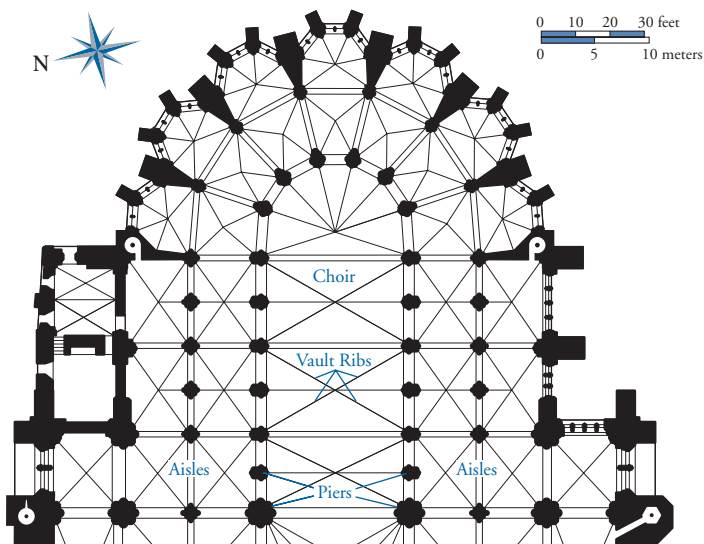 0 10 20 30 feet
0 5 10 meters
N
Choir
Vault Ribs
Aisles
Aisles
Piers